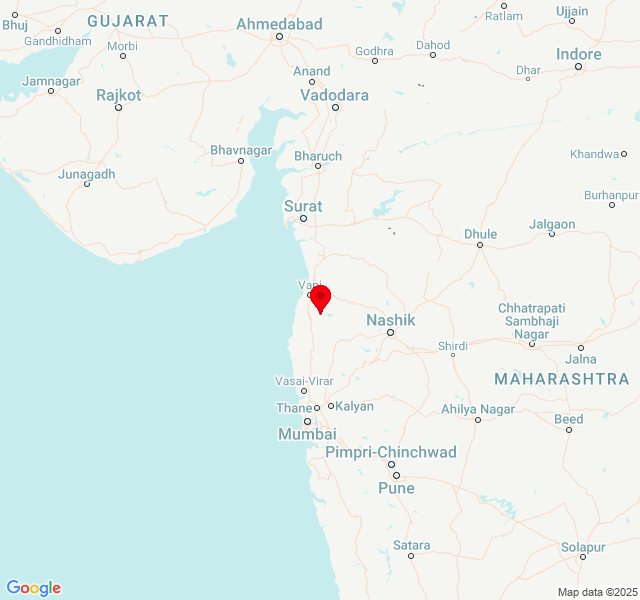 Bhuj
GUJARAT
Ahmedabad
Ratlam
Ujjain
Gandhidham
Morbi
Godhra
Dahod
Indore
Dhar
Jamnagar
Anand
Rajkot
Vadodara
Bhavnagar
Bharuch
Khandwa
Junagadh
Burhanpur
Surat
Dhule
Jalgaon
Chhatrapati
Sambhaji
Nagar
Nashik
Shirdi
Jalna
MAHARASHTRA
Vasai-Virar
Thane
Kalyan
Ahilya Nagar
Beed
Mumbai
Pimpri-Chinchwad
Pune
Satara
Solapur
Google
Map data ©2025